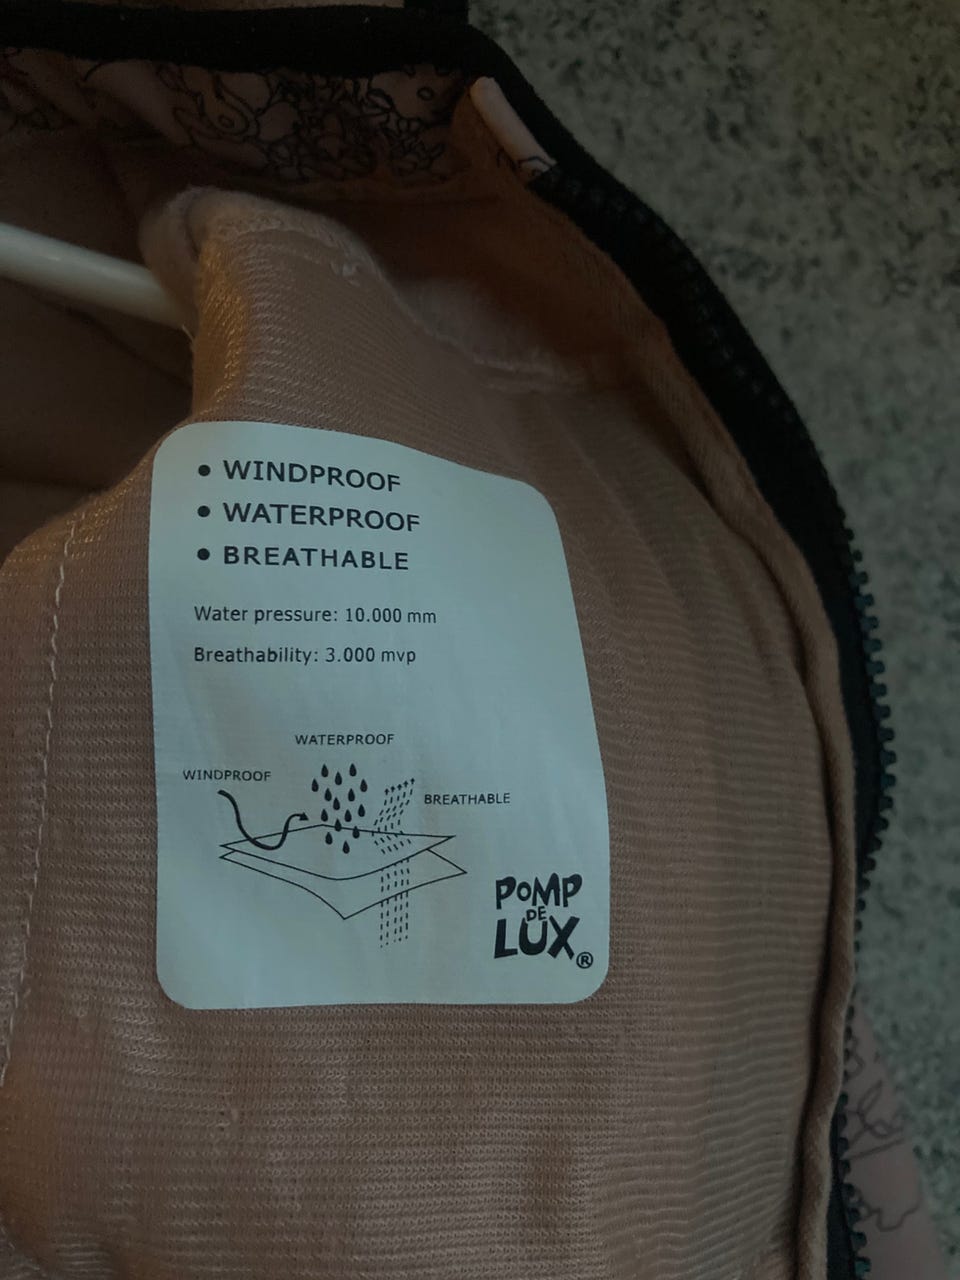 • WINDPROOF
• WATERPROOF
• BREATHABLE
Water pressure: 10.000 mm
Breathability: 3.000 mvp
WATERPROOF
WINDPROOF
BREATHABLE
POMP
DE
LUX®